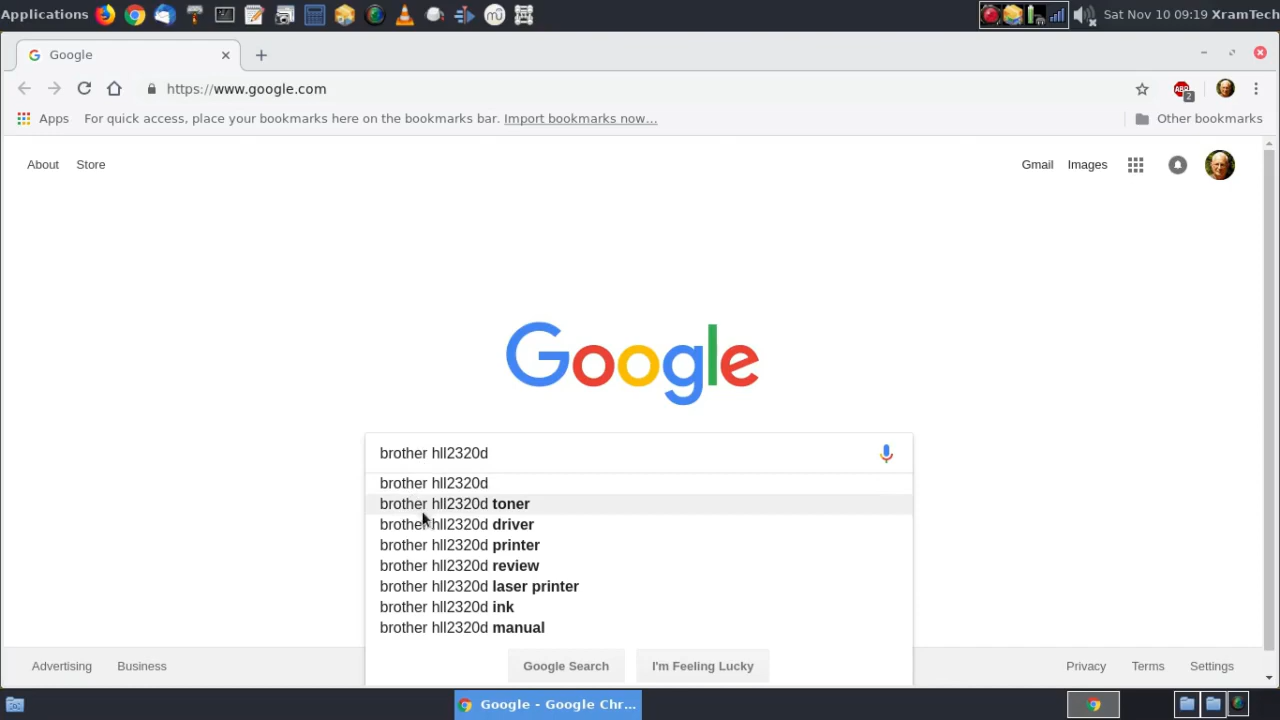 Applications
Sat Nov 10 09:19 XramTech
Google
https://www.google.com
ABP
2
Apps
For quick access, place your bookmarks here on the bookmarks bar. Import bookmarks now...
Other bookmarks
About Store
Gmail Images
Google
brother hll2320d
brother hll2320d
brother hll2320d toner
brother hll2320d driver
brother hll2320d printer
brother hll2320d review
brother hll2320d laser printer
brother hll2320d ink
brother hll2320d manual
Google Search
I'm Feeling Lucky
Advertising Business
Privacy Terms Settings
Google - Google Chr...